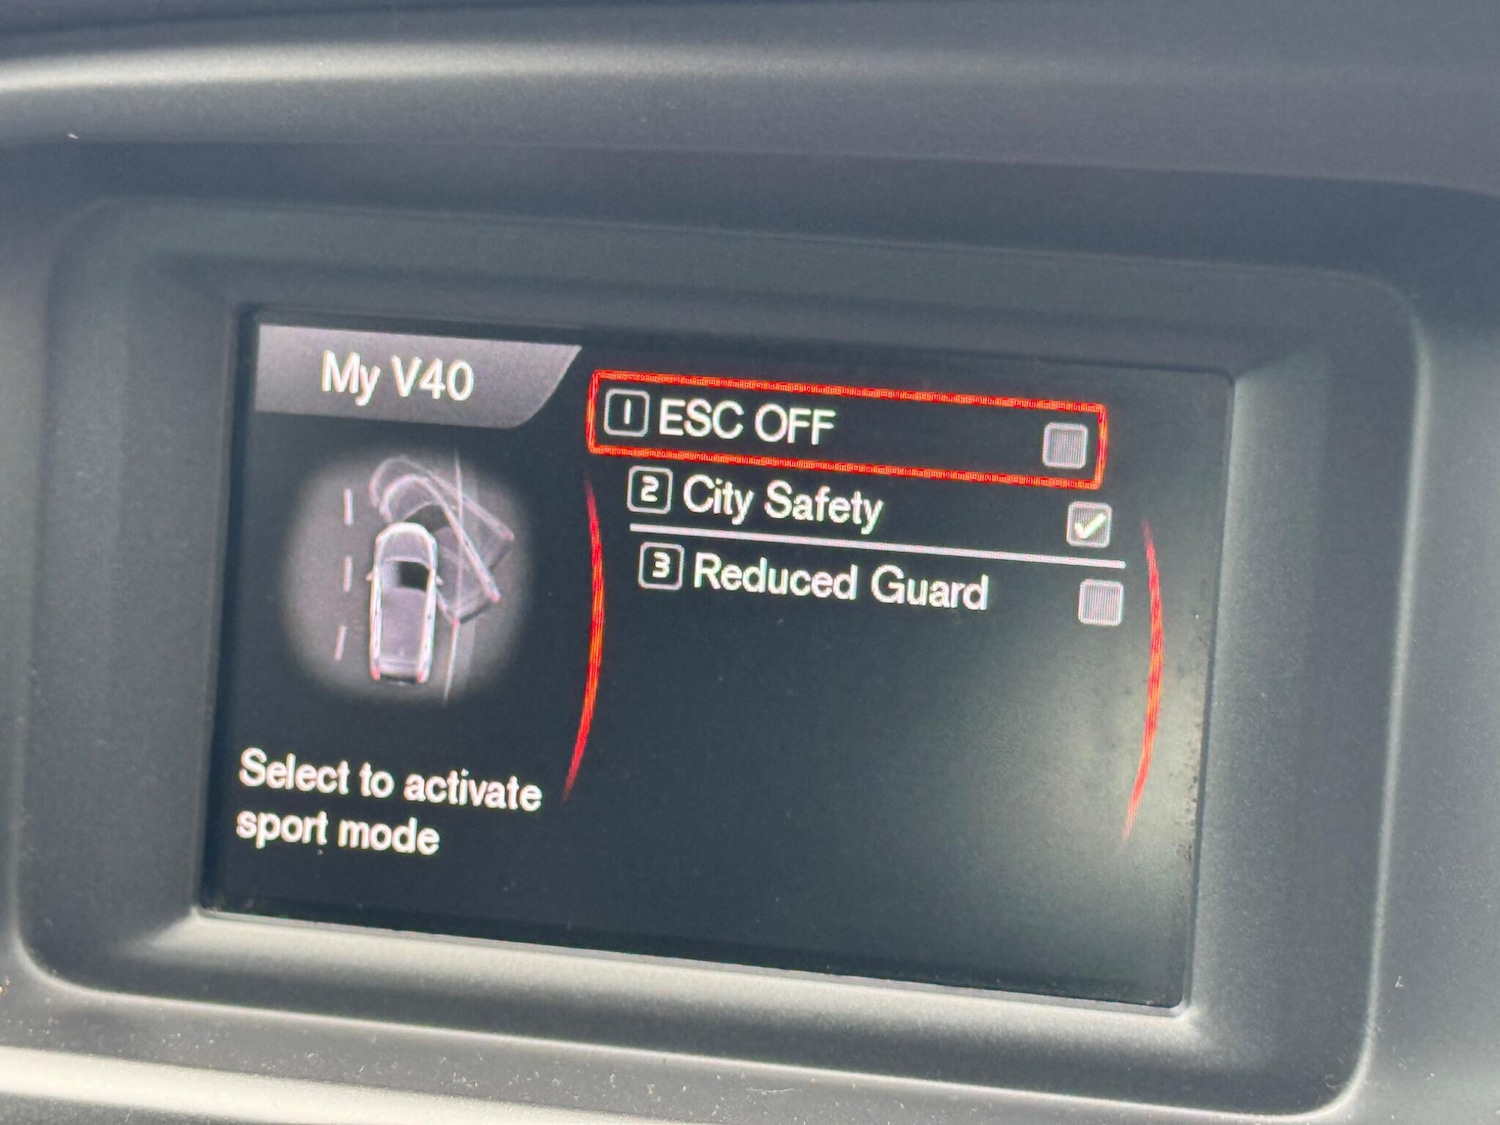 My V40
1 ESC OFF
2 City Safety
3 Reduced Guard
Select to activate
sport mode